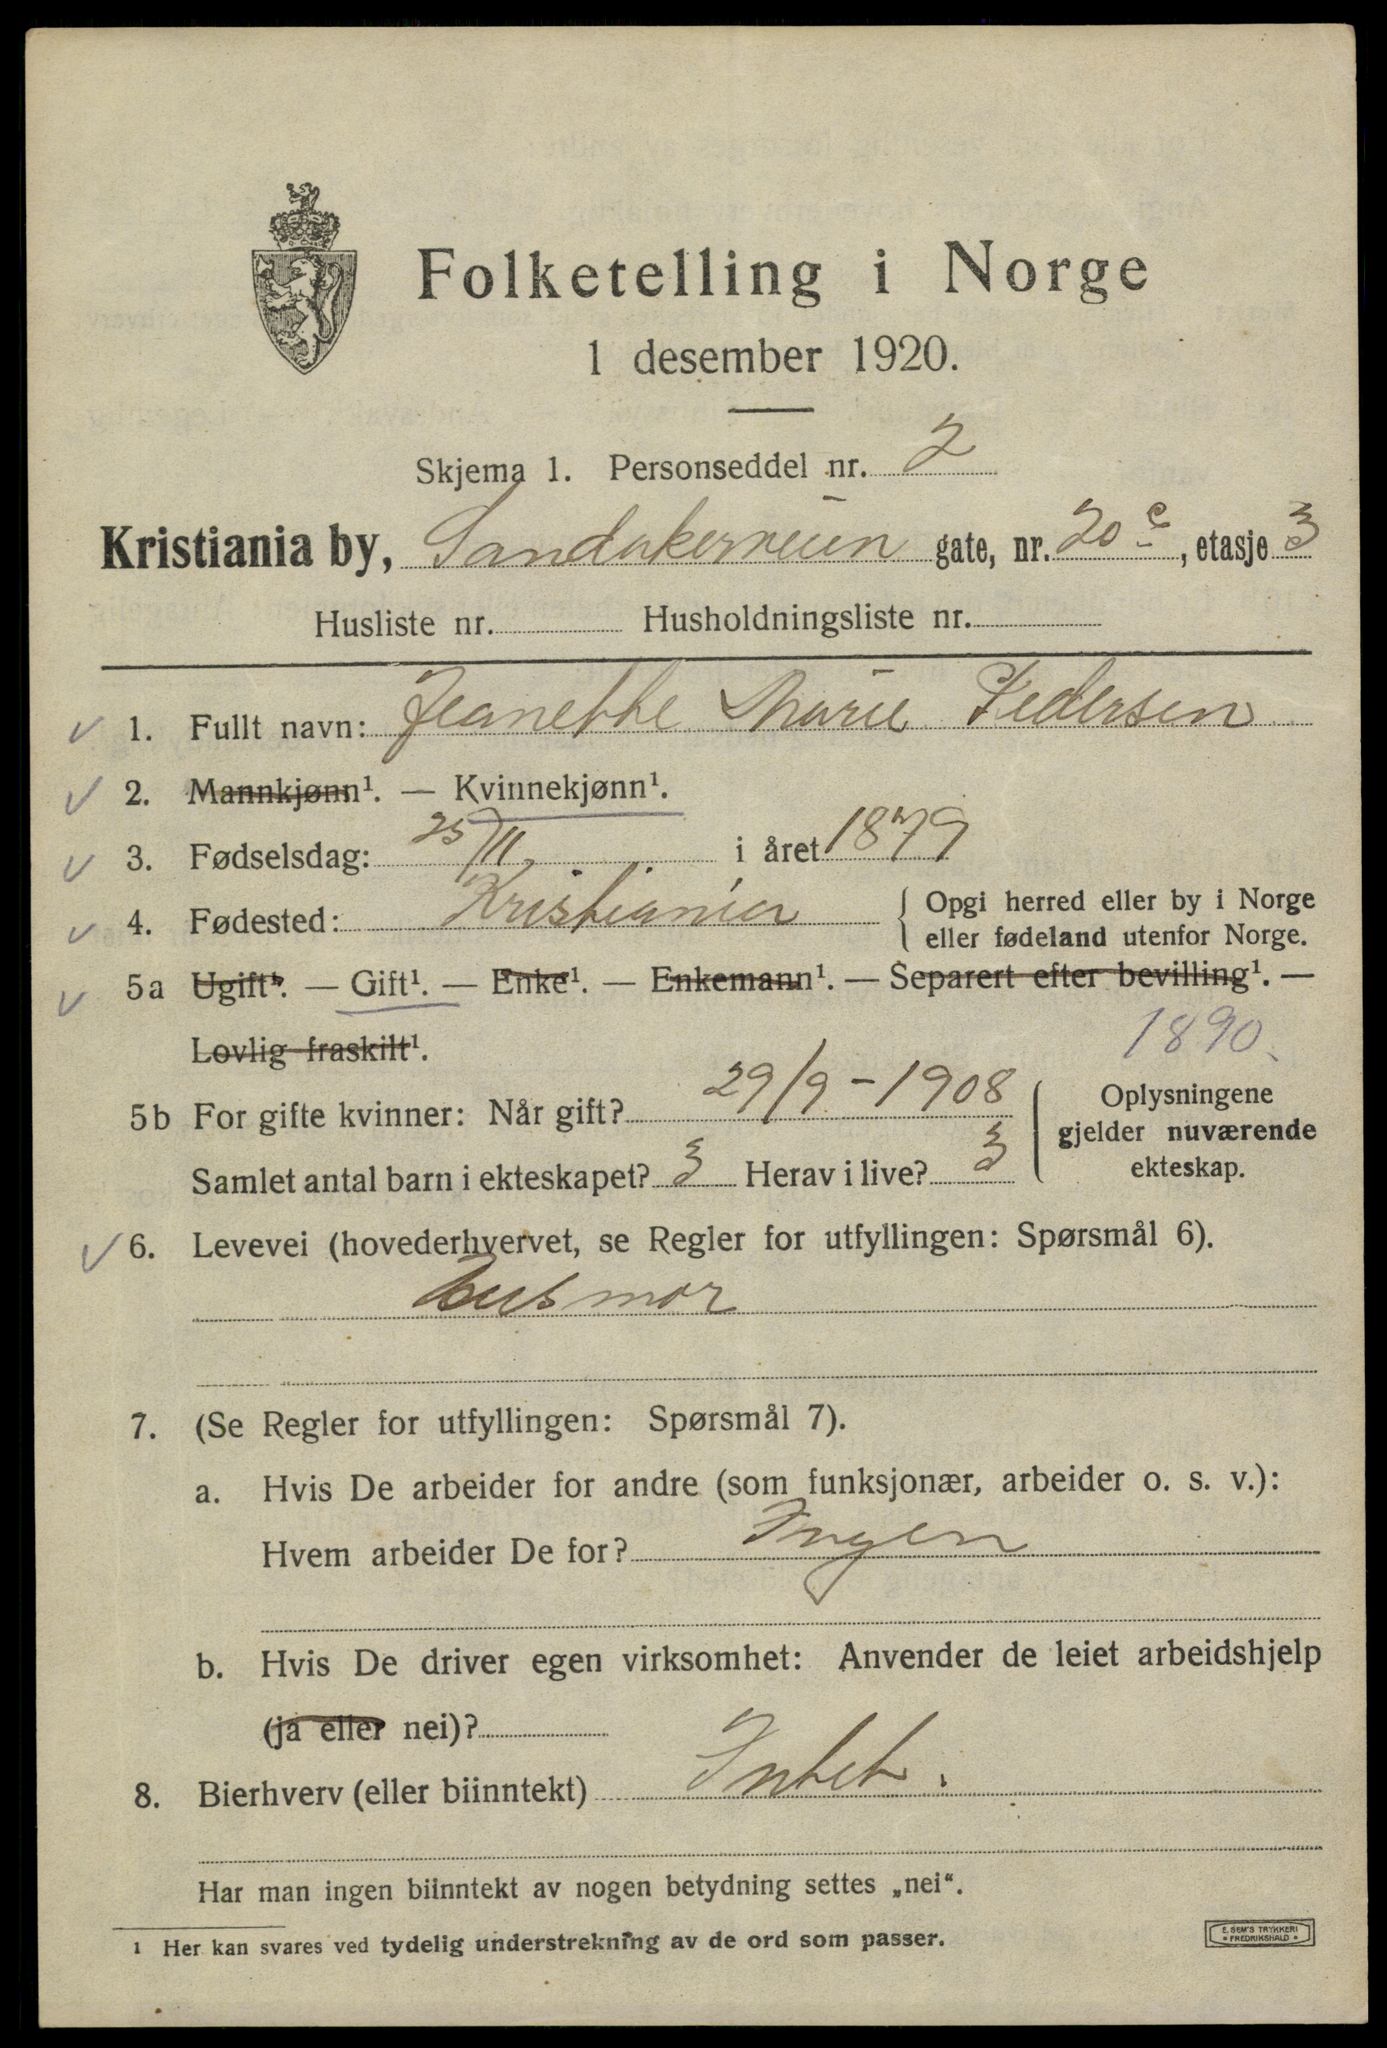 Folketelling i Norge
1 desember 1920.
Skjema 1. Personseddel nr. 2
Kristiania by, Sandakerveien gate, nr. 20 c, etasje 3
Husliste nr. Husholdningsliste nr.
1. Fullt navn: Jeanette Marie Pedersen
2. Mannkjønn¹. — Kvinnekjønn¹.
3. Fødselsdag: 25/11 i året 1879
4. Fødested: Kristiania { Opgi herred eller by i Norge
eller fødeland utenfor Norge.
5a Ugift¹. — Gift¹. — Enke¹. — Enkemann¹. — Separert efter bevilling¹. —
Lovlig fraskilt¹. 1890.
5b For gifte kvinner: Når gift? 29/9 - 1908
Samlet antal barn i ekteskapet? 3 Herav i live? 3
Oplysningene
gjelder nuværende
ekteskap.
6. Levevei (hovederhvervet, se Regler for utfyllingen: Spørsmål 6).
Husmor
7. (Se Regler for utfyllingen: Spørsmål 7).
a. Hvis De arbeider for andre (som funksjonær, arbeider o. s. v.):
Hvem arbeider De for? Ingen
b. Hvis De driver egen virksomhet: Anvender de leiet arbeidshjelp
(ja eller nei)?
8. Bierhverv (eller biinntekt) Intet.
Har man ingen biinntekt av nogen betydning settes „nei“.
¹ Her kan svares ved tydelig understrekning av de ord som passer.
E. SEM'S TRYKKERI
FREDRIKSHALD